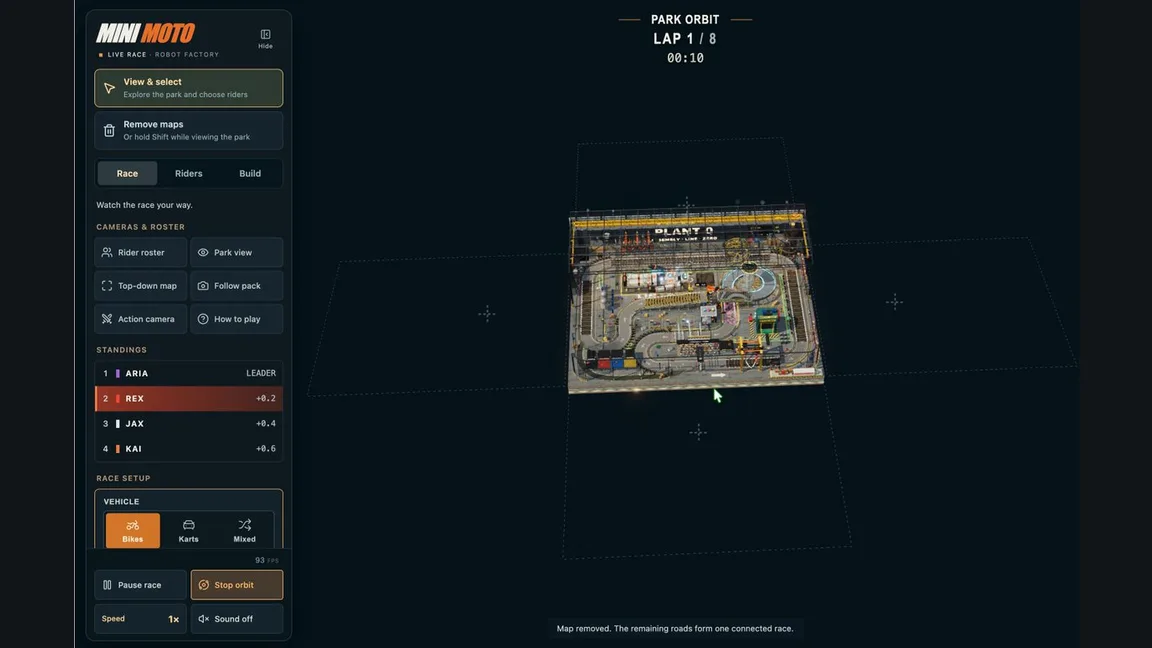 MINI MOTO
Hide
LIVE RACE · ROBOT FACTORY
View & select
Explore the park and choose riders
Remove maps
Or hold Shift while viewing the park
Race Riders Build
Watch the race your way.
CAMERAS & ROSTER
Rider roster Park view
Top-down map Follow pack
Action camera How to play
STANDINGS
1 ARIA LEADER
2 REX +0.2
3 JAX +0.4
4 KAI +0.6
RACE SETUP
VEHICLE
Bikes Karts Mixed
93 FPS
Pause race Stop orbit
Speed 1× Sound off
PARK ORBIT
LAP 1 / 8
00:10
PLANT 0
Map removed. The remaining roads form one connected race.